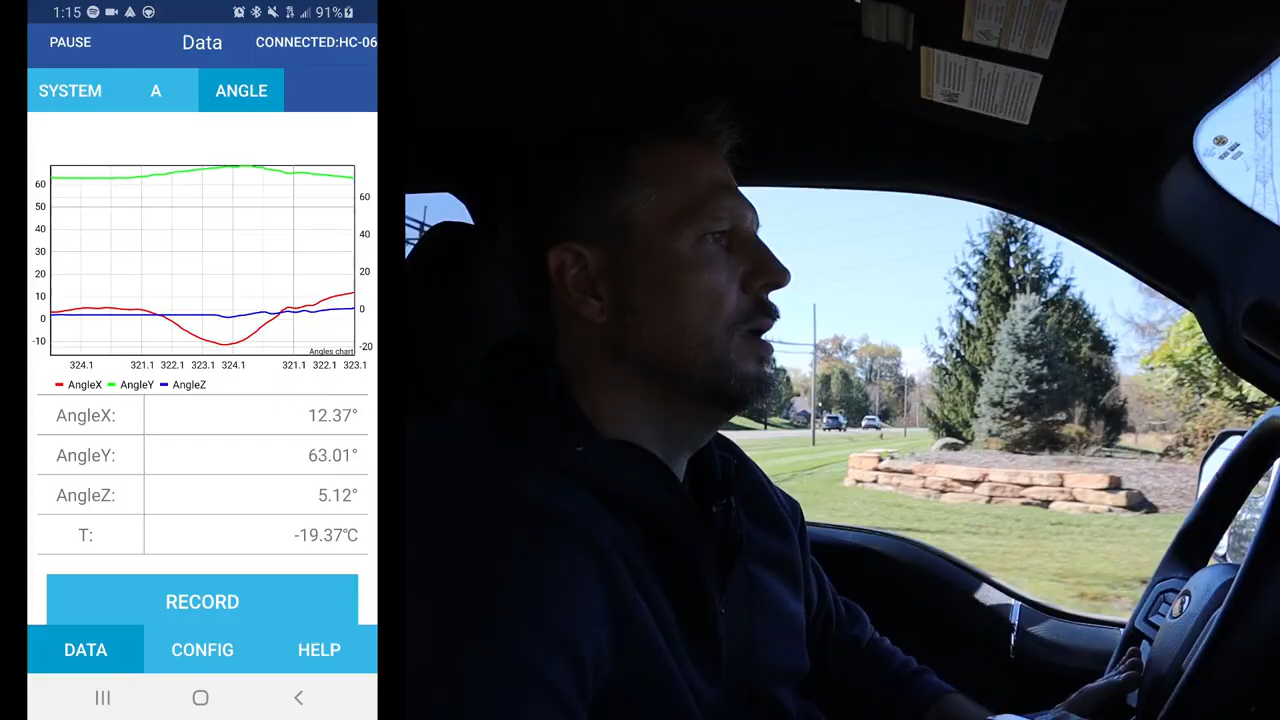 1:15 91%
PAUSE Data CONNECTED:HC-06
SYSTEM A ANGLE
60
50
40
30
20
10
0
-10
60
40
20
0
-20
Angles chart
324.1 321.1 322.1 323.1 324.1 321.1 322.1 323.1
AngleX AngleY AngleZ
AngleX: 12.37°
AngleY: 63.01°
AngleZ: 5.12°
T: -19.37℃
RECORD
DATA CONFIG HELP